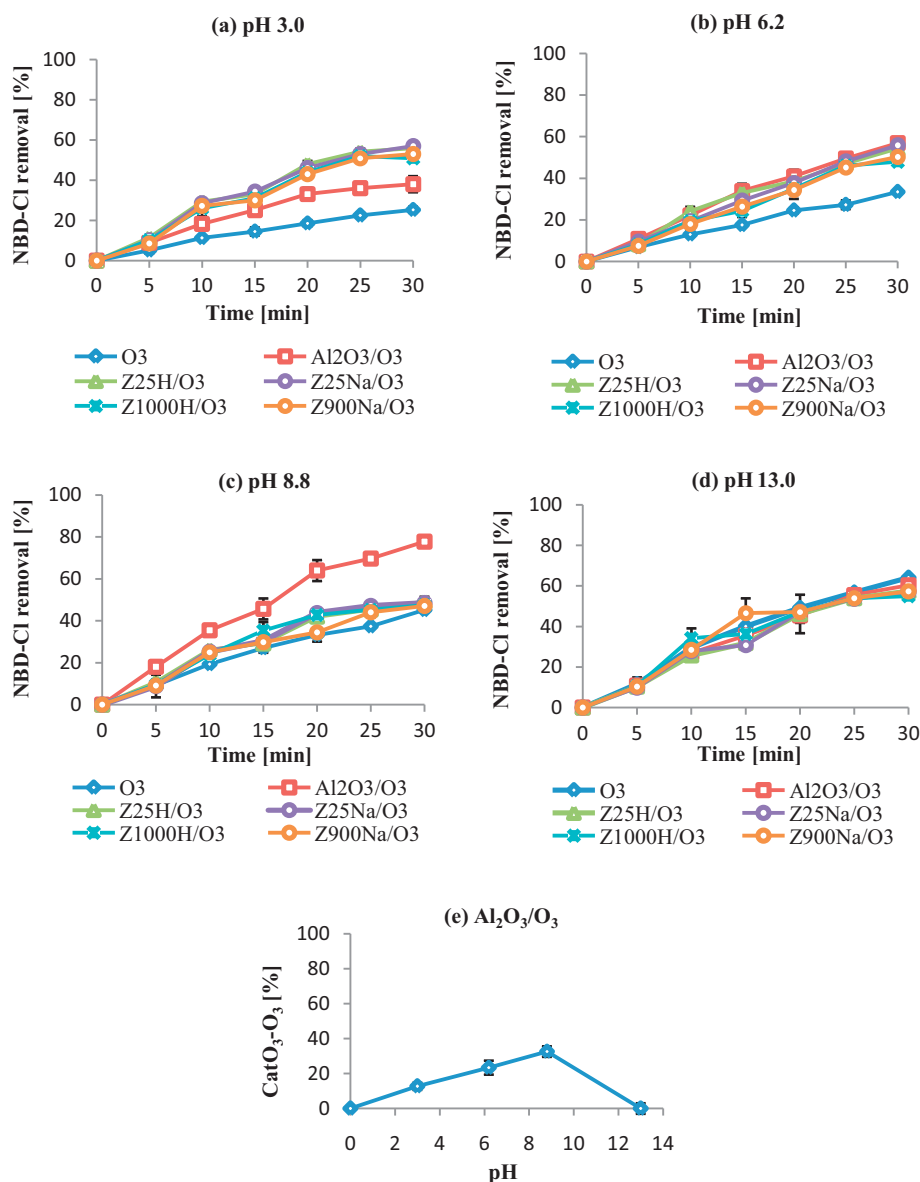 (a) pH 3.0
NBD-Cl removal [%]
100
80
60
40
20
0
0 5 10 15 20 25 30
Time [min]
O3 Al2O3/O3
Z25H/O3 Z25Na/O3
Z1000H/O3 Z900Na/O3
(b) pH 6.2
NBD-Cl removal [%]
100
80
60
40
20
0
0 5 10 15 20 25 30
Time [min]
O3 Al2O3/O3
Z25H/O3 Z25Na/O3
Z1000H/O3 Z900Na/O3
(c) pH 8.8
NBD-Cl removal [%]
100
80
60
40
20
0
0 5 10 15 20 25 30
Time [min]
O3 Al2O3/O3
Z25H/O3 Z25Na/O3
Z1000H/O3 Z900Na/O3
(d) pH 13.0
NBD-Cl removal [%]
100
80
60
40
20
0
0 5 10 15 20 25 30
Time [min]
O3 Al2O3/O3
Z25H/O3 Z25Na/O3
Z1000H/O3 Z900Na/O3
(e) Al₂O₃/O₃
CatO₃-O₃ [%]
100
80
60
40
20
0
0 2 4 6 8 10 12 14
pH